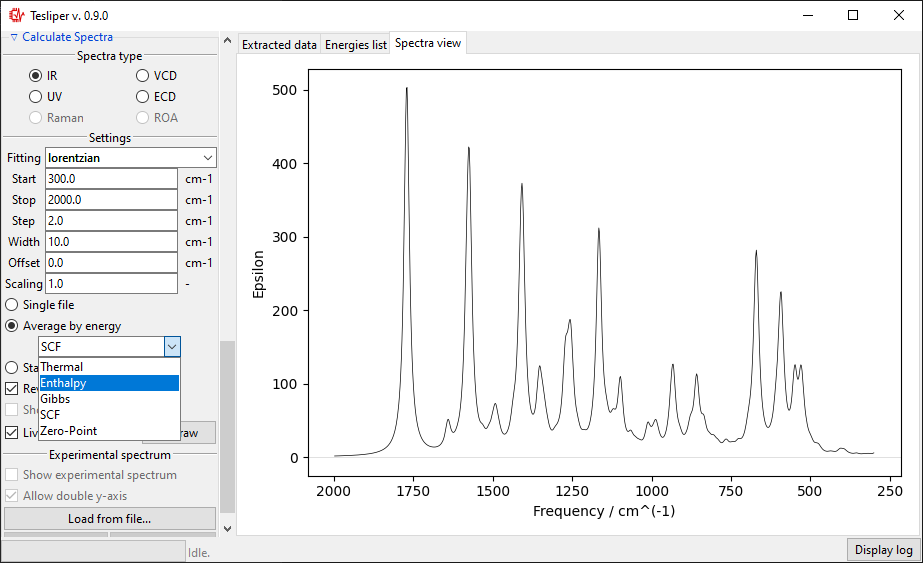 Tesliper v. 0.9.0
▽ Calculate Spectra
Spectra type
IR VCD
UV ECD
Raman ROA
Settings
Fitting lorentzian
Start 300.0 cm-1
Stop 2000.0 cm-1
Step 2.0 cm-1
Width 10.0 cm-1
Offset 0.0 cm-1
Scaling 1.0 -
Single file
Average by energy
SCF
Thermal
Enthalpy
Gibbs
SCF
Zero-Point
Sta
Rev
Sho
Liv
raw
Experimental spectrum
Show experimental spectrum
Allow double y-axis
Load from file...
Idle.
Extracted data Energies list Spectra view
Epsilon
500
400
300
200
100
0
2000 1750 1500 1250 1000 750 500 250
Frequency / cm^(-1)
Display log